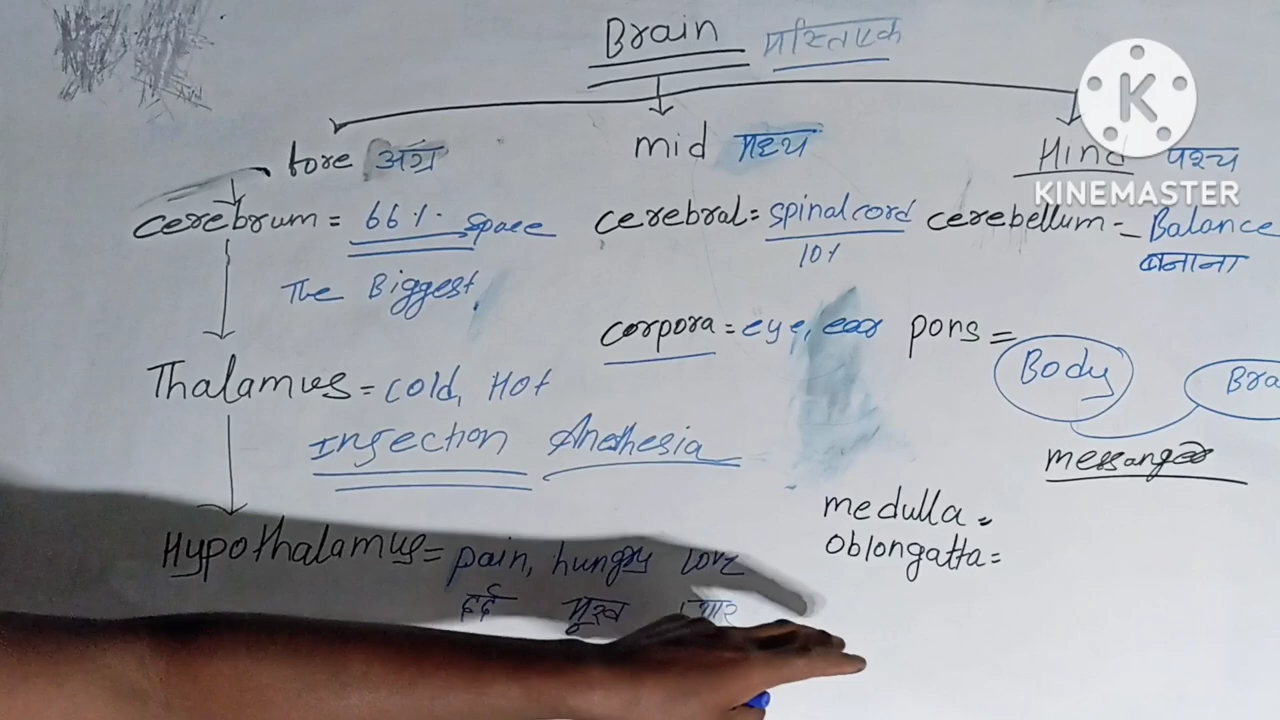 Brain मस्तिष्क
fore अग्र
mid मध्य
Hind पश्च
K
KINEMASTER
cerebrum = 66% space
The Biggest
Thalamus = cold, Hot
Injection Anethesia
Hypothalamus = pain, hungry love
दर्द भूख प्यार
cerebral = spinal cord
10%
corpora = eye, ear
cerebellum = Balance
बनाना
pons =
Body Bra
messanger
medulla =
oblongatta =